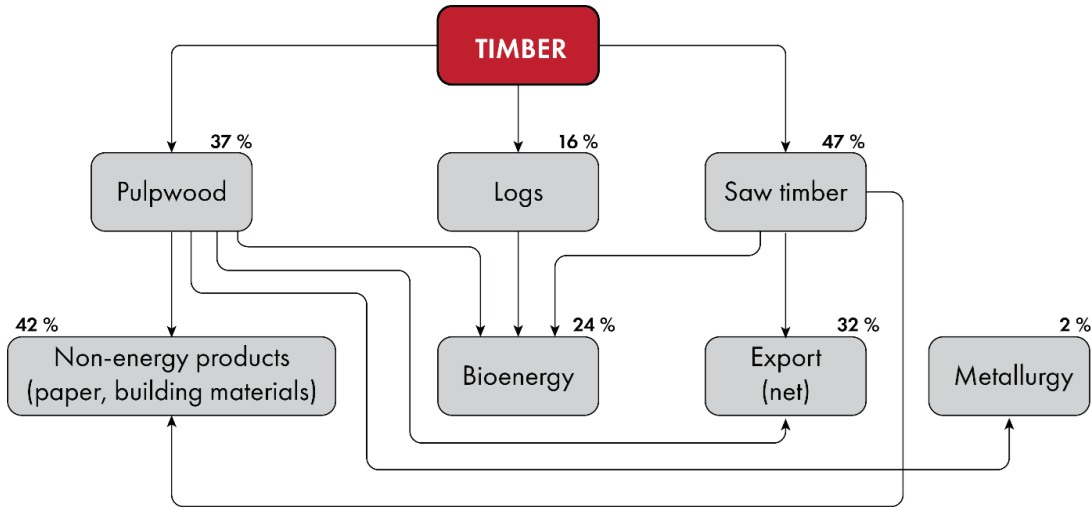 TIMBER
37 %
16 %
47 %
Pulpwood
Logs
Saw timber
42 %
24 %
32 %
2 %
Non-energy products
(paper, building materials)
Bioenergy
Export
(net)
Metallurgy